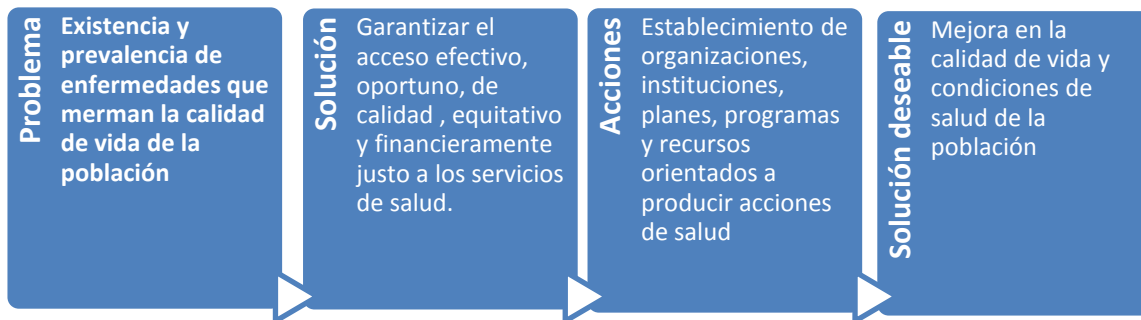 Problema
Existencia y
prevalencia de
enfermedades que
merman la calidad
de vida de la
población
Solución
Garantizar el
acceso efectivo,
oportuno, de
calidad , equitativo
y financieramente
justo a los servicios
de salud.
Acciones
Establecimiento de
organizaciones,
instituciones,
planes, programas
y recursos
orientados a
producir acciones
de salud
Solución deseable
Mejora en la
calidad de vida y
condiciones de
salud de la
población